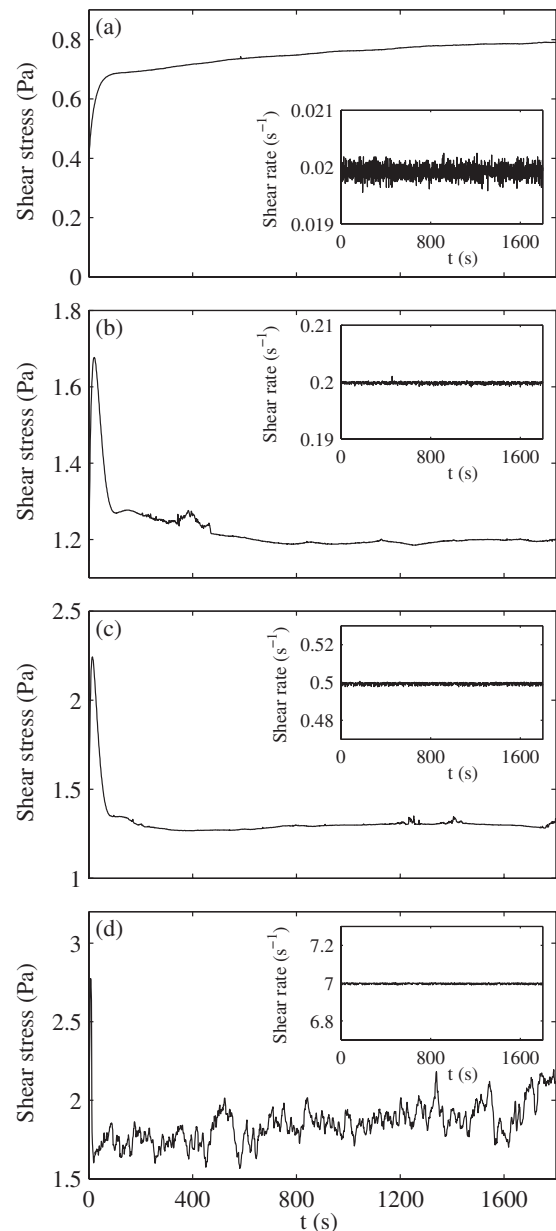 (a)
Shear stress (Pa)
0.8
0.6
0.4
0.2
0
Shear rate (s⁻¹)
0.021
0.02
0.019
0 800 1600
t (s)
(b)
Shear stress (Pa)
1.8
1.6
1.4
1.2
Shear rate (s⁻¹)
0.21
0.2
0.19
0 800 1600
t (s)
(c)
Shear stress (Pa)
2.5
2
1.5
1
Shear rate (s⁻¹)
0.52
0.5
0.48
0 800 1600
t (s)
(d)
Shear stress (Pa)
3
2.5
2
1.5
Shear rate (s⁻¹)
7.2
7
6.8
0 800 1600
t (s)
0 400 800 1200 1600
t (s)